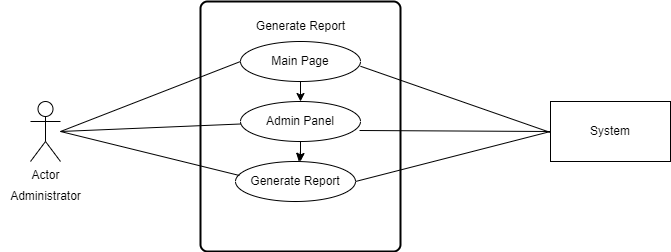 Generate Report
Main Page
Admin Panel
System
Generate Report
Actor
Administrator